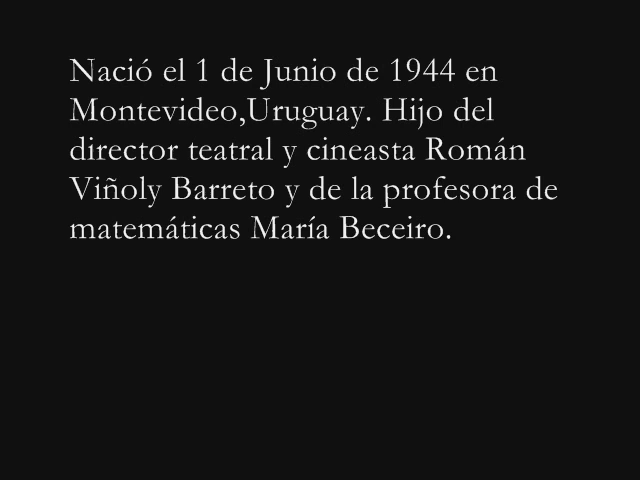 Nació el 1 de Junio de 1944 en
Montevideo,Uruguay. Hijo del
director teatral y cineasta Román
Viñoly Barreto y de la profesora de
matemáticas María Beceiro.